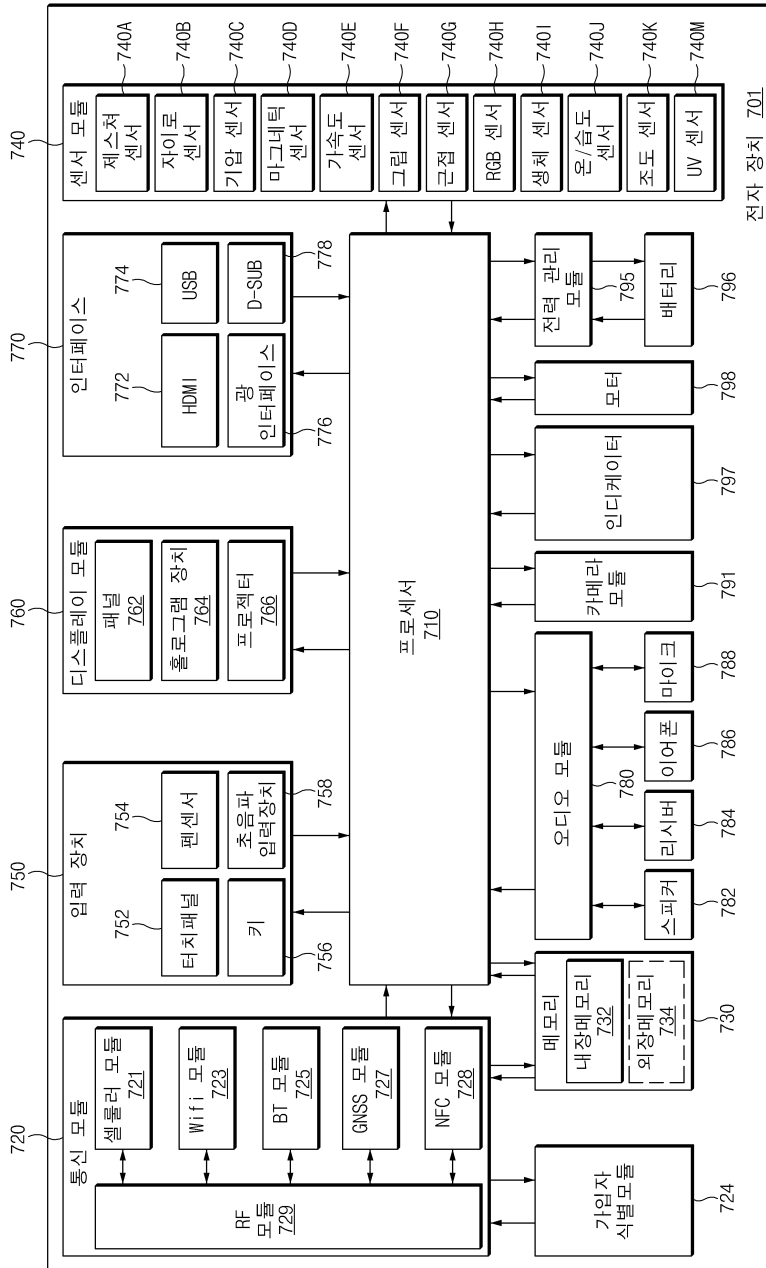 전자 장치 701
통신 모듈
720
셀룰러 모듈
721
Wifi 모듈
723
BT 모듈
725
GNSS 모듈
727
NFC 모듈
728
RF
모듈
729
가입자
식별모듈
724
입력 장치
750
터치패널
752
펜센서
754
키
756
초음파
입력장치
758
디스플레이 모듈
760
패널
762
홀로그램 장치
764
프로젝터
766
인터페이스
770
HDMI
772
USB
774
광
인터페이스
776
D-SUB
778
센서 모듈
740
제스처
센서
740A
자이로
센서
740B
기압 센서
740C
마그네틱
센서
740D
가속도
센서
740E
그립 센서
740F
근접 센서
740G
RGB 센서
740H
생체 센서
740I
온/습도
센서
740J
조도 센서
740K
UV 센서
740M
프로세서
710
메모리
730
내장메모리
732
외장메모리
734
오디오 모듈
780
스피커
782
리시버
784
이어폰
786
마이크
788
카메라
모듈
791
인디케이터
797
모터
798
전력 관리
모듈
795
배터리
796